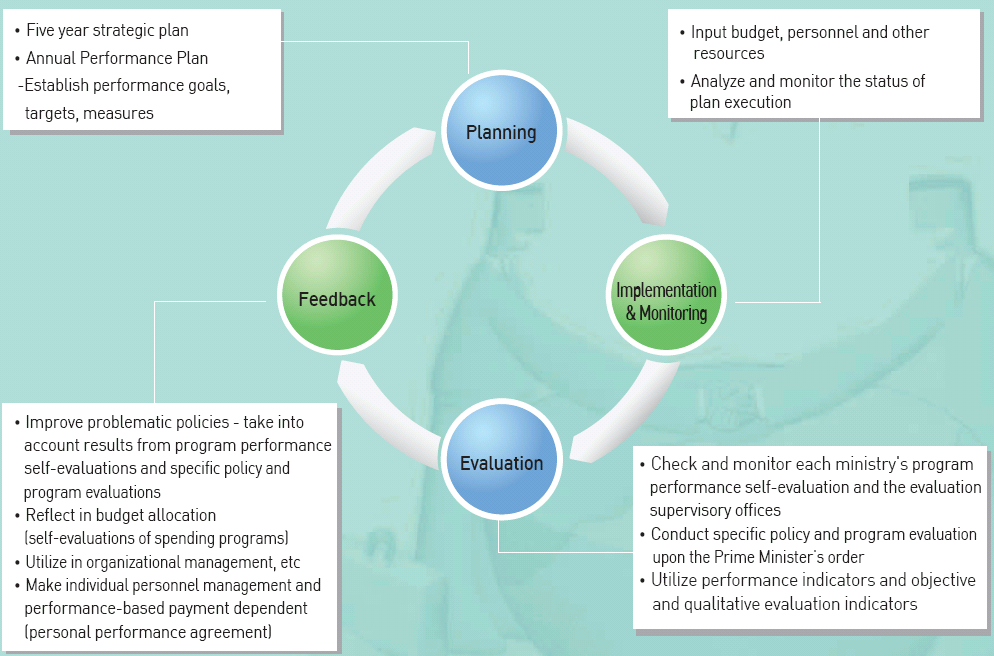 • Five year strategic plan
• Annual Performance Plan
-Establish performance goals,
targets, measures
• Input budget, personnel and other
resources
• Analyze and monitor the status of
plan execution
Planning
Implementation
& Monitoring
Feedback
Evaluation
• Improve problematic policies - take into
account results from program performance
self-evaluations and specific policy and
program evaluations
• Reflect in budget allocation
(self-evaluations of spending programs)
• Utilize in organizational management, etc
• Make individual personnel management and
performance-based payment dependent
(personal performance agreement)
• Check and monitor each ministry's program
performance self-evaluation and the evaluation
supervisory offices
• Conduct specific policy and program evaluation
upon the Prime Minister's order
• Utilize performance indicators and objective
and qualitative evaluation indicators